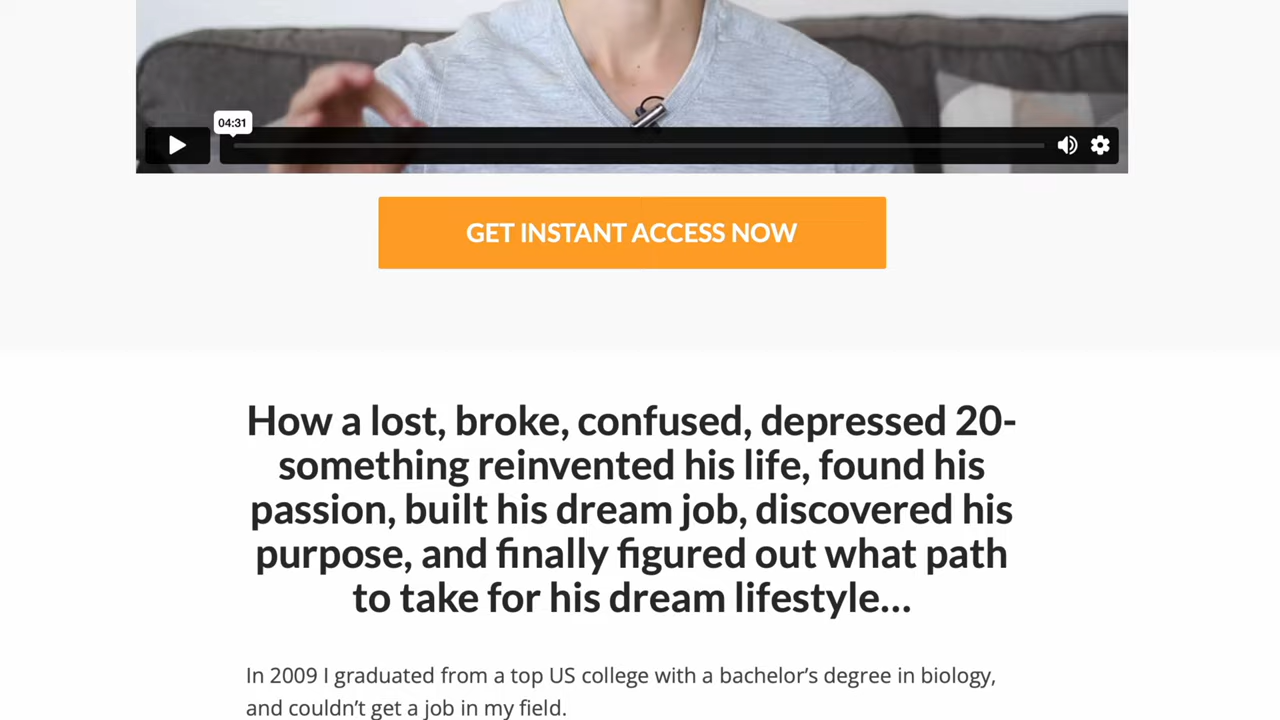 04:31
GET INSTANT ACCESS NOW
How a lost, broke, confused, depressed 20-
something reinvented his life, found his
passion, built his dream job, discovered his
purpose, and finally figured out what path
to take for his dream lifestyle...
In 2009 I graduated from a top US college with a bachelor’s degree in biology,
and couldn’t get a job in my field.